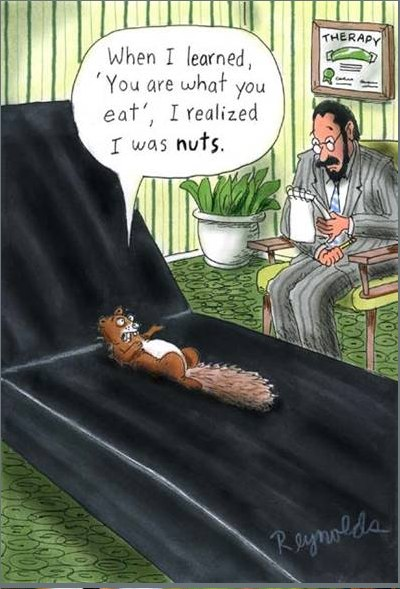 When I learned,
'You are what you
eat', I realized
I was nuts.
THERAPY
Reynolds